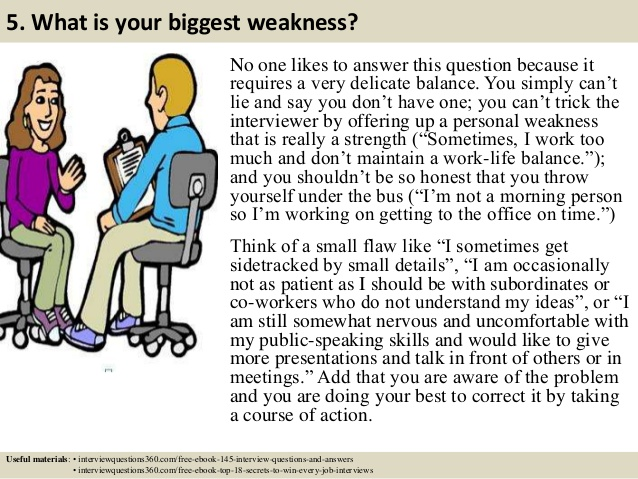 5. What is your biggest weakness?
No one likes to answer this question because it
requires a very delicate balance. You simply can’t
lie and say you don’t have one; you can’t trick the
interviewer by offering up a personal weakness
that is really a strength (“Sometimes, I work too
much and don’t maintain a work-life balance.”);
and you shouldn’t be so honest that you throw
yourself under the bus (“I’m not a morning person
so I’m working on getting to the office on time.”)
Think of a small flaw like “I sometimes get
sidetracked by small details”, “I am occasionally
not as patient as I should be with subordinates or
co-workers who do not understand my ideas”, or “I
am still somewhat nervous and uncomfortable with
my public-speaking skills and would like to give
more presentations and talk in front of others or in
meetings.” Add that you are aware of the problem
and you are doing your best to correct it by taking
a course of action.
Useful materials: • interviewquestions360.com/free-ebook-145-interview-questions-and-answers
• interviewquestions360.com/free-ebook-top-18-secrets-to-win-every-job-interviews